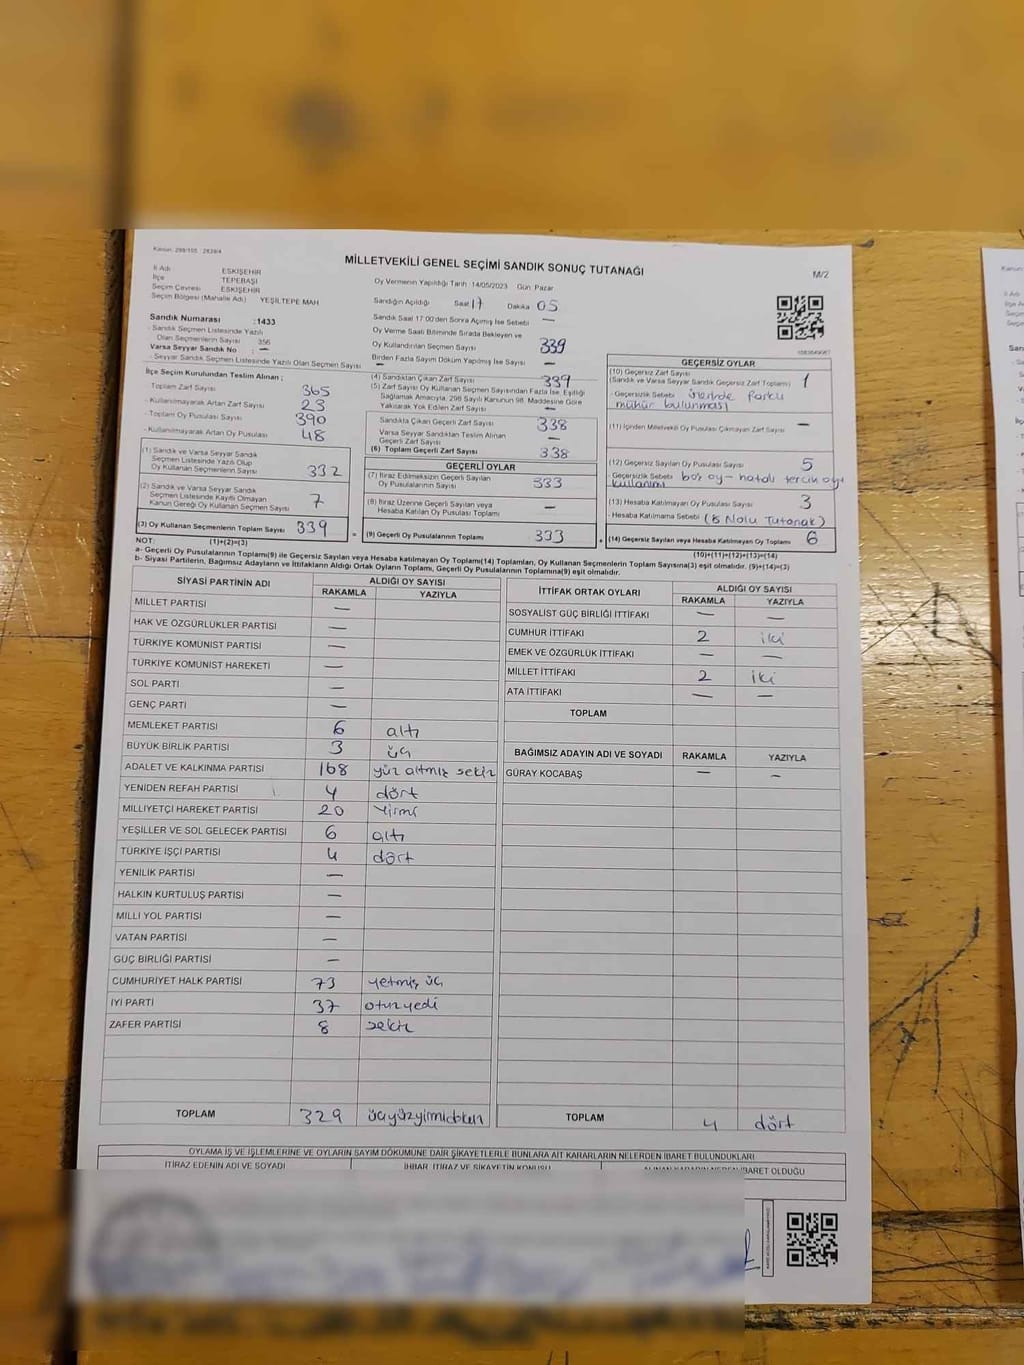 Kanun: 298/105 2839/4
MİLLETVEKİLİ GENEL SEÇİMİ SANDIK SONUÇ TUTANAĞI
M/2
İl Adı ESKİŞEHİR
İlçe TEPEBAŞI
Seçim Çevresi ESKİŞEHİR
Seçim Bölgesi (Mahalle Adı) YEŞİLTEPE MAH
Sandık Numarası :1433
- Sandık Seçmen Listesinde Yazılı
Olan Seçmenlerin Sayısı 356
Varsa Seyyar Sandık No : —
- Seyyar Sandık Seçmen Listesinde Yazılı Olan Seçmen Sayısı —
Oy Vermenin Yapıldığı Tarih 14/05/2023 Gün Pazar
Sandığın Açıldığı Saat 17 Dakika 05
Sandık Saat 17:00'den Sonra Açılmış İse Sebebi —
Oy Verme Saati Bitiminde Sırada Bekleyen ve
Oy Kullandırılan Seçmen Sayısı 339
Birden Fazla Sayım Döküm Yapılmış İse Sayısı —
İlçe Seçim Kurulundan Teslim Alınan ;
- Toplam Zarf Sayısı 365
- Kullanılmayarak Artan Zarf Sayısı 23
- Toplam Oy Pusulası Sayısı 390
- Kullanılmayarak Artan Oy Pusulası 48
(1) Sandık ve Varsa Seyyar Sandık
Seçmen Listesinde Yazılı Olup
Oy Kullanan Seçmenlerin Sayısı 332
(2) Sandık ve Varsa Seyyar Sandık
Seçmen Listesinde Kayıtlı Olmayan
Kanun Gereği Oy Kullanan Seçmen Sayısı 7
(3) Oy Kullanan Seçmenlerin Toplam Sayısı 339
(1)+(2)=(3)
(4) Sandıktan Çıkan Zarf Sayısı 339
(5) Zarf Sayısı Oy Kullanan Seçmen Sayısından Fazla İse, Eşitliği
Sağlamak Amacıyla, 298 Sayılı Kanunun 98. Maddesine Göre
Yakılarak Yok Edilen Zarf Sayısı —
Sandıkta Çıkan Geçerli Zarf Sayısı 338
Varsa Seyyar Sandıktan Teslim Alınan
Geçerli Zarf Sayısı —
(6) Toplam Geçerli Zarf Sayısı 338
GEÇERLİ OYLAR
(7) İtiraz Edilmeksizin Geçerli Sayılan
Oy Pusulalarının Sayısı 333
(8) İtiraz Üzerine Geçerli Sayılan veya
Hesaba Katılan Oy Pusulası Toplamı —
= (9) Geçerli Oy Pusulalarının Toplamı 333
GEÇERSİZ OYLAR
(10) Geçersiz Zarf Sayısı
(Sandık ve Varsa Seyyar Sandık Geçersiz Zarf Toplamı) 1
- Geçersizlik Sebebi üzerinde farklı
mühür bulunması
(11) İçinden Milletvekili Oy Pusulası Çıkmayan Zarf Sayısı —
(12) Geçersiz Sayılan Oy Pusulası Sayısı 5
- Geçersizlik Sebebi boş oy - hatalı tercih oyu
kullanımı
(13) Hesaba Katılmayan Oy Pusulası Sayısı 3
- Hesaba Katılmama Sebebi (B Nolu Tutanak)
+ (14) Geçersiz Sayılan veya Hesaba Katılmayan Oy Toplamı 6
(10)+(11)+(12)+(13)=(14)
NOT:
a- Geçerli Oy Pusulalarının Toplamı(9) ile Geçersiz Sayılan veya Hesaba katılmayan Oy Toplamı(14) Toplamları, Oy Kullanan Seçmenlerin Toplam Sayısına(3) eşit olmalıdır. (9)+(14)=(3)
b- Siyasi Partilerin, Bağımsız Adayların ve İttifakların Aldığı Ortak Oyların Toplamı, Geçerli Oy Pusulalarının Toplamına(9) eşit olmalıdır.
SİYASİ PARTİNİN ADI ALDIĞI OY SAYISI
RAKAMLA YAZIYLA
MİLLET PARTİSİ —
HAK VE ÖZGÜRLÜKLER PARTİSİ —
TÜRKİYE KOMÜNİST PARTİSİ —
TÜRKİYE KOMÜNİST HAREKETİ —
SOL PARTİ —
GENÇ PARTİ —
MEMLEKET PARTİSİ 6 altı
BÜYÜK BİRLİK PARTİSİ 3 üç
ADALET VE KALKINMA PARTİSİ 168 yüz altmış sekiz
YENİDEN REFAH PARTİSİ 4 dört
MİLLİYETÇİ HAREKET PARTİSİ 20 yirmi
YEŞİLLER VE SOL GELECEK PARTİSİ 6 altı
TÜRKİYE İŞÇİ PARTİSİ 4 dört
YENİLİK PARTİSİ —
HALKIN KURTULUŞ PARTİSİ —
MİLLİ YOL PARTİSİ —
VATAN PARTİSİ —
GÜÇ BİRLİĞİ PARTİSİ —
CUMHURİYET HALK PARTİSİ 73 yetmiş üç
İYİ PARTİ 37 otuzyedi
ZAFER PARTİSİ 8 sekiz
TOPLAM 329 üçyüzyirmidokuz
İTTİFAK ORTAK OYLARI ALDIĞI OY SAYISI
RAKAMLA YAZIYLA
SOSYALİST GÜÇ BİRLİĞİ İTTİFAKI — —
CUMHUR İTTİFAKI 2 iki
EMEK VE ÖZGÜRLÜK İTTİFAKI — —
MİLLET İTTİFAKI 2 iki
ATA İTTİFAKI — —
TOPLAM
BAĞIMSIZ ADAYIN ADI VE SOYADI RAKAMLA YAZIYLA
GÜRAY KOCABAŞ — —
TOPLAM 4 dört
OYLAMA İŞ VE İŞLEMLERİNE VE OYLARIN SAYIM DÖKÜMÜNE DAİR ŞİKAYETLERLE BUNLARA AİT KARARLARIN NELERDEN İBARET BULUNDUKLARI
İTİRAZ EDENİN ADI VE SOYADI İHBAR, İTİRAZ VE ŞİKAYETİN KONUSU ALINAN KARARIN NEDEN İBARET OLDUĞU